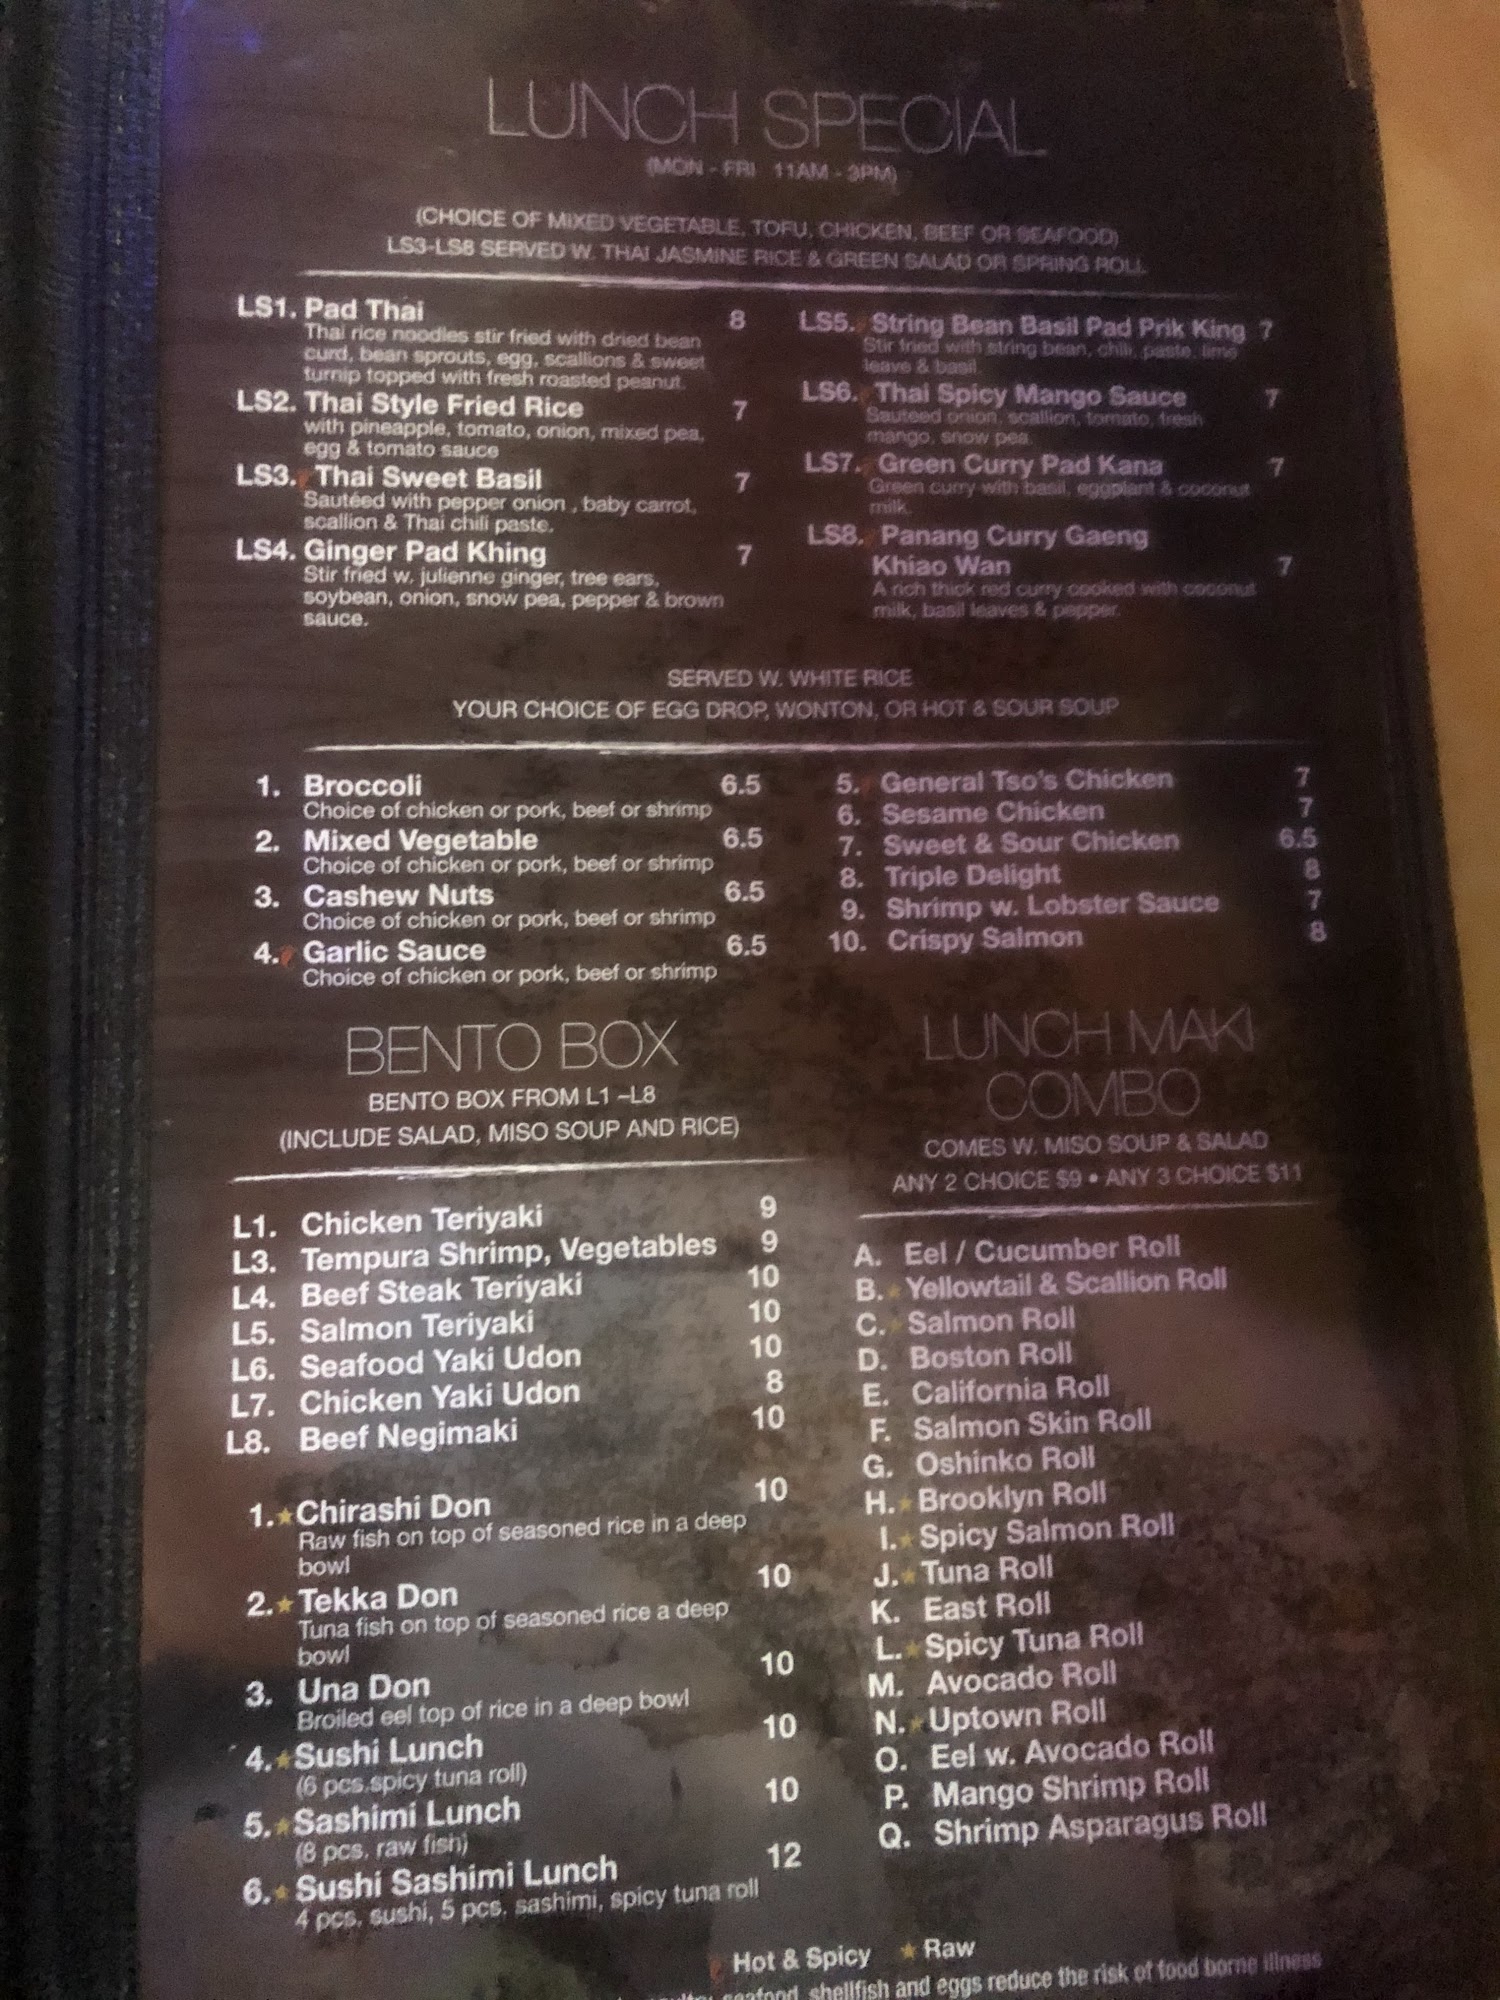 LUNCH SPECIAL
(MON - FRI 11AM - 3PM)
(CHOICE OF MIXED VEGETABLE, TOFU, CHICKEN, BEEF OR SEAFOOD)
LS3-LS8 SERVED W. THAI JASMINE RICE & GREEN SALAD OR SPRING ROLL
LS1. Pad Thai 8
Thai rice noodles stir fried with dried bean
curd, bean sprouts, egg, scallions & sweet
turnip topped with fresh roasted peanut.
LS2. Thai Style Fried Rice 7
with pineapple, tomato, onion, mixed pea,
egg & tomato sauce
LS3. Thai Sweet Basil 7
Sautéed with pepper onion , baby carrot,
scallion & Thai chili paste.
LS4. Ginger Pad Khing 7
Stir fried w. julienne ginger, tree ears,
soybean, onion, snow pea, pepper & brown
sauce.
LS5. String Bean Basil Pad Prik King 7
Stir fried with string bean, chili, paste, lime
leave & basil.
LS6. Thai Spicy Mango Sauce 7
Sauteed onion, scallion, tomato, fresh
mango, snow pea.
LS7. Green Curry Pad Kana 7
Green curry with basil, eggplant & coconut
milk.
LS8. Panang Curry Gaeng
Khiao Wan 7
A rich thick red curry cooked with coconut
milk, basil leaves & pepper.
SERVED W. WHITE RICE
YOUR CHOICE OF EGG DROP, WONTON, OR HOT & SOUR SOUP
1. Broccoli 6.5
Choice of chicken or pork, beef or shrimp
2. Mixed Vegetable 6.5
Choice of chicken or pork, beef or shrimp
3. Cashew Nuts 6.5
Choice of chicken or pork, beef or shrimp
4. Garlic Sauce 6.5
Choice of chicken or pork, beef or shrimp
5. General Tso's Chicken 7
6. Sesame Chicken 7
7. Sweet & Sour Chicken 6.5
8. Triple Delight 8
9. Shrimp w. Lobster Sauce 7
10. Crispy Salmon 8
BENTO BOX
BENTO BOX FROM L1 –L8
(INCLUDE SALAD, MISO SOUP AND RICE)
L1. Chicken Teriyaki 9
L3. Tempura Shrimp, Vegetables 9
L4. Beef Steak Teriyaki 10
L5. Salmon Teriyaki 10
L6. Seafood Yaki Udon 10
L7. Chicken Yaki Udon 8
L8. Beef Negimaki 10
1.★ Chirashi Don 10
Raw fish on top of seasoned rice in a deep
bowl
2.★ Tekka Don 10
Tuna fish on top of seasoned rice a deep
bowl
3. Una Don 10
Broiled eel top of rice in a deep bowl
4.★ Sushi Lunch 10
(6 pcs.spicy tuna roll)
5.★ Sashimi Lunch 10
(8 pcs. raw fish)
6.★ Sushi Sashimi Lunch 12
4 pcs. sushi, 5 pcs. sashimi, spicy tuna roll
LUNCH MAKI
COMBO
COMES W. MISO SOUP & SALAD
ANY 2 CHOICE $9 • ANY 3 CHOICE $11
A. Eel / Cucumber Roll
B.★ Yellowtail & Scallion Roll
C.★ Salmon Roll
D. Boston Roll
E. California Roll
F. Salmon Skin Roll
G. Oshinko Roll
H.★ Brooklyn Roll
I.★ Spicy Salmon Roll
J.★ Tuna Roll
K. East Roll
L.★ Spicy Tuna Roll
M. Avocado Roll
N.★ Uptown Roll
O. Eel w. Avocado Roll
P. Mango Shrimp Roll
Q. Shrimp Asparagus Roll
Hot & Spicy ★ Raw
seafood, shellfish and eggs reduce the risk of food borne illness